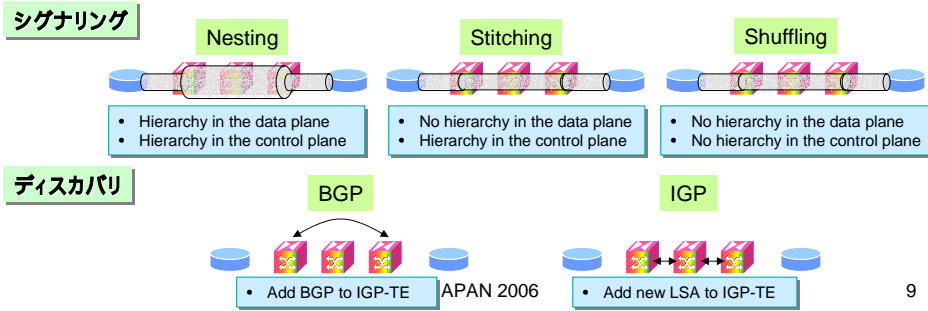 シグナリング
Nesting
Stitching
Shuffling
• Hierarchy in the data plane
• Hierarchy in the control plane
• No hierarchy in the data plane
• Hierarchy in the control plane
• No hierarchy in the data plane
• No hierarchy in the control plane
ディスカバリ
BGP
IGP
• Add BGP to IGP-TE
APAN 2006
• Add new LSA to IGP-TE
9